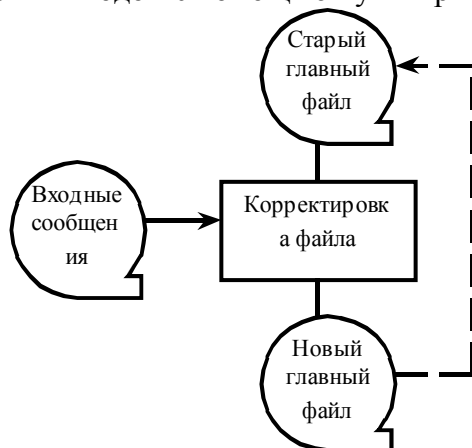 Старый
главный
файл
Входные
сообщен
ия
Корректировк
а файла
Новый
главный
файл